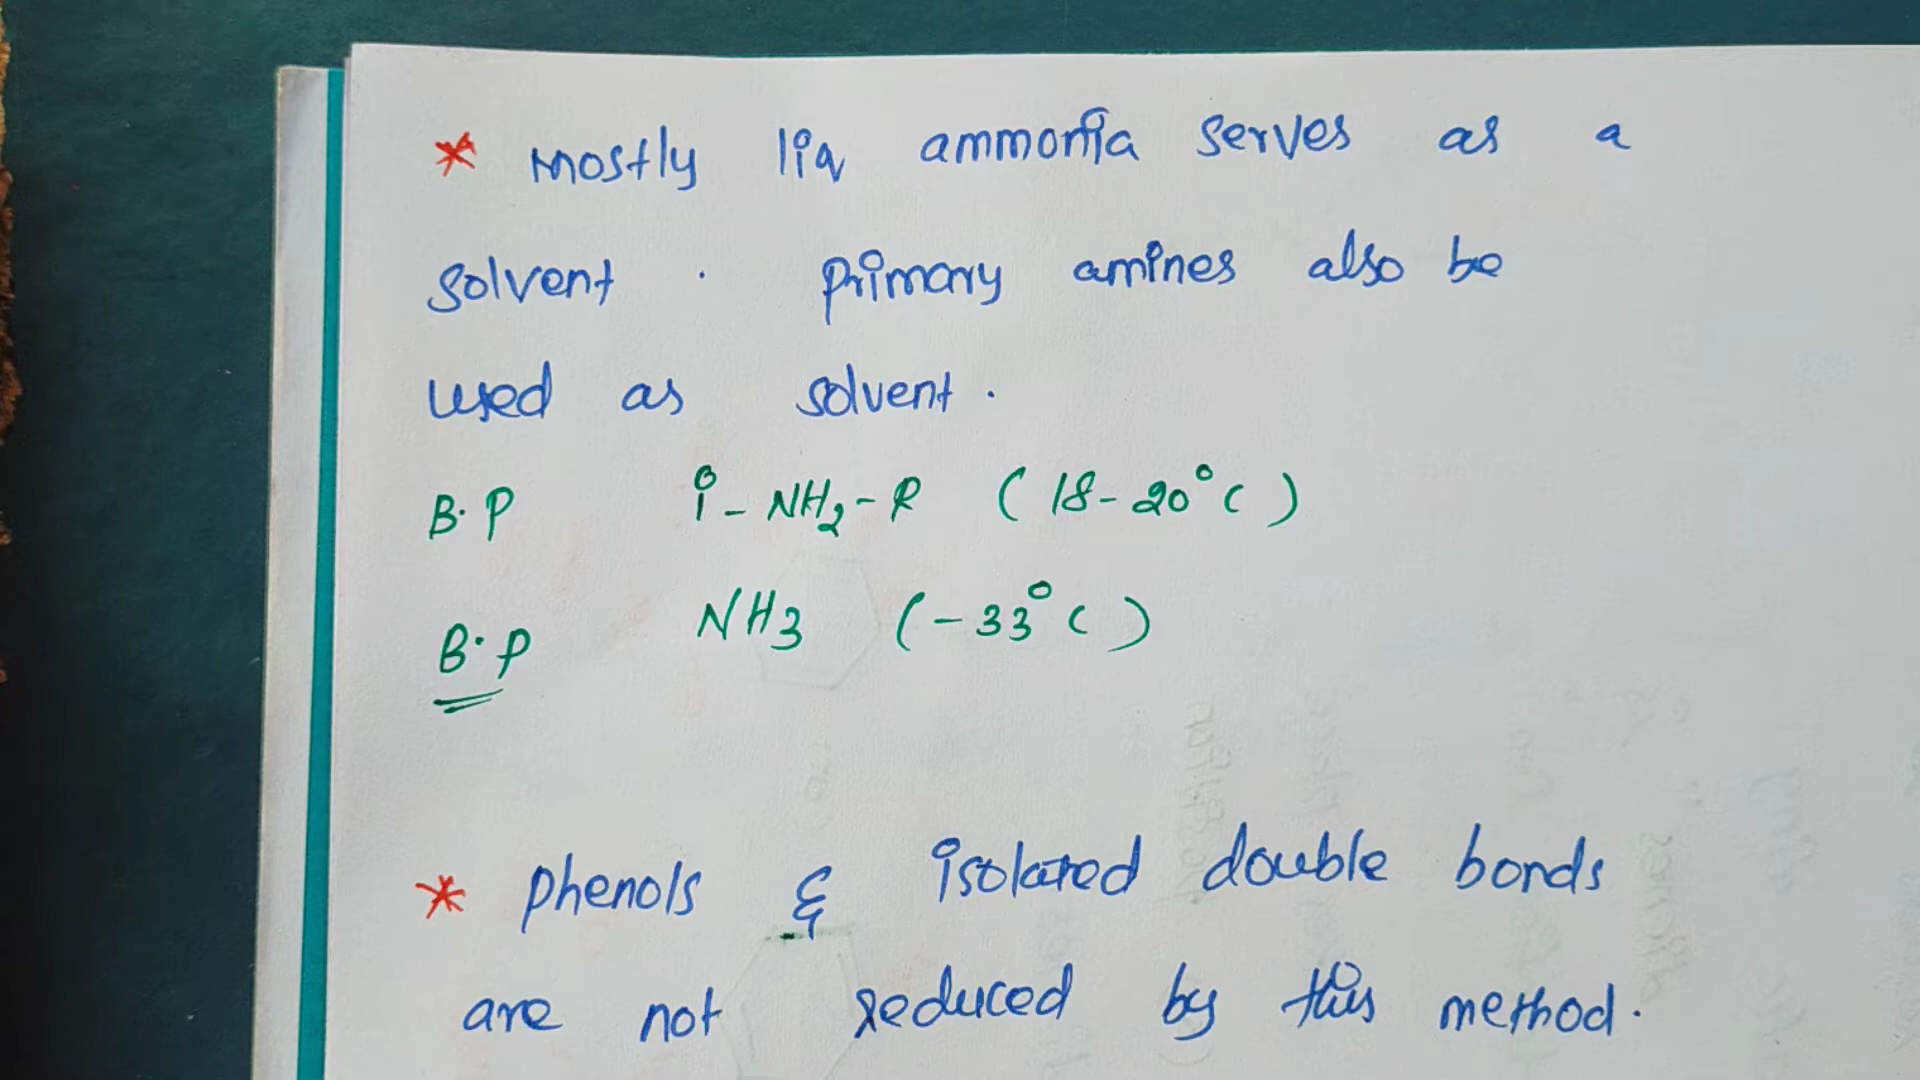 * Mostly liq ammonia serves as a
solvent . Primary amines also be
used as solvent .
B.P i - NH2 - R ( 18 - 20°C )
B.P NH3 ( - 33°C )
* Phenols & isolated double bonds
are not reduced by this method .